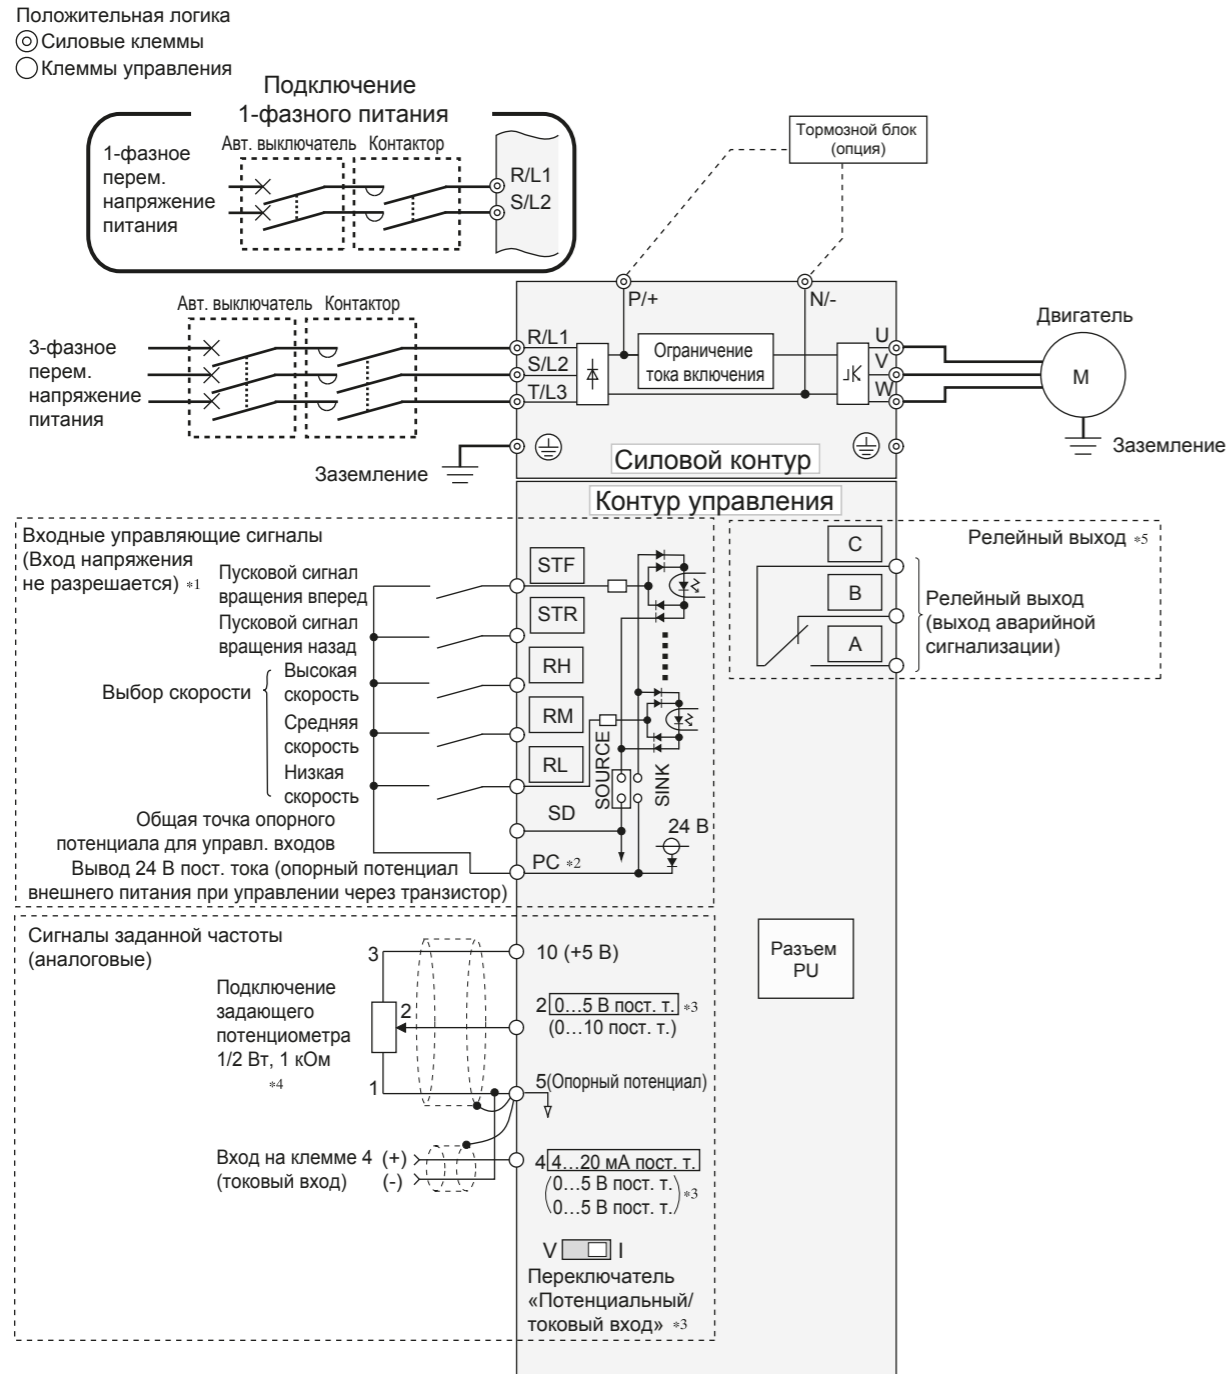 Положительная логика
Силовые клеммы
Клеммы управления
Подключение
1-фазного питания
1-фазное
перем.
напряжение
питания
Авт. выключатель
Контактор
R/L1
S/L2
Тормозной блок
(опция)
Авт. выключатель
Контактор
3-фазное
перем.
напряжение
питания
R/L1
S/L2
T/L3
P/+
N/-
Ограничение
тока включения
U
V
W
Двигатель
M
Заземление
Заземление
Силовой контур
Контур управления
Входные управляющие сигналы
(Вход напряжения
не разрешается) *1
Пусковой сигнал
вращения вперед
Пусковой сигнал
вращения назад
Выбор скорости
Высокая
скорость
Средняя
скорость
Низкая
скорость
Общая точка опорного
потенциала для управл. входов
Вывод 24 В пост. тока (опорный потенциал
внешнего питания при управлении через транзистор)
STF
STR
RH
RM
RL
SD
PC *2
SOURCE
SINK
24 В
Релейный выход *5
C
B
A
Релейный выход
(выход аварийной
сигнализации)
Сигналы заданной частоты
(аналоговые)
Подключение
задающего
потенциометра
1/2 Вт, 1 кОм
*4
3
2
1
10 (+5 В)
2 0...5 В пост. т. *3
(0...10 пост. т.)
5(Опорный потенциал)
Вход на клемме 4 (+)
(токовый вход) (-)
4 4...20 мА пост. т.
(0...5 В пост. т.
0...5 В пост. т.) *3
V I
Переключатель
«Потенциальный/
токовый вход» *3
Разъем
PU